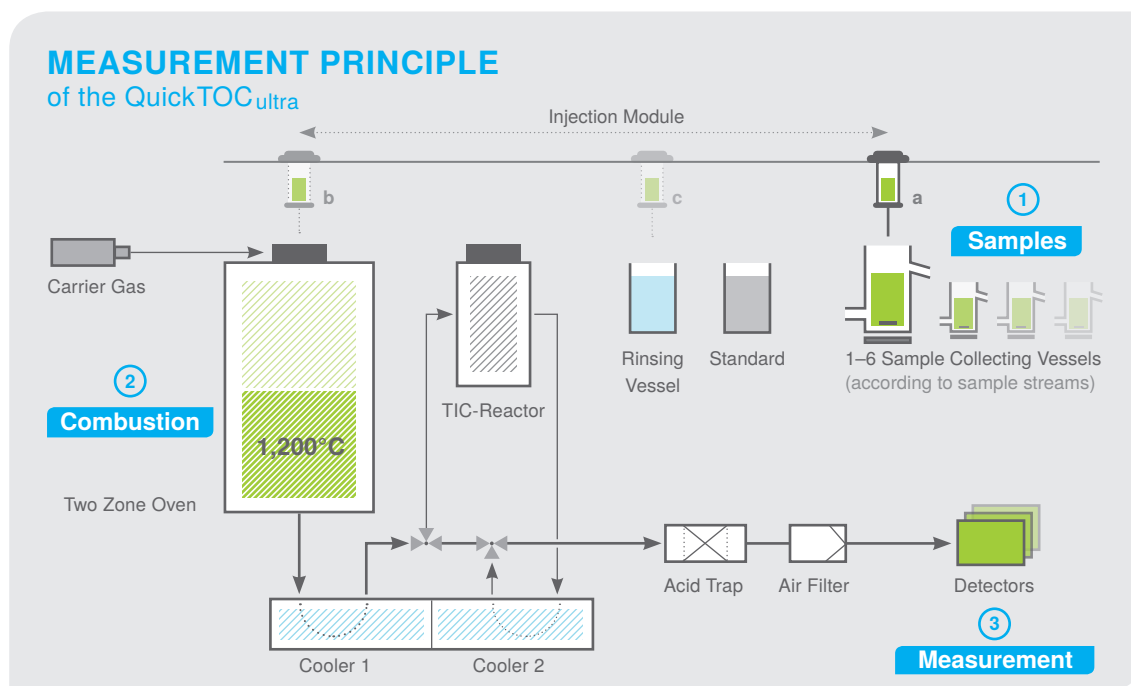 MEASUREMENT PRINCIPLE
of the QuickTOCultra
Injection Module
b
c
a
1
Samples
Carrier Gas
Rinsing
Vessel
Standard
1–6 Sample Collecting Vessels
(according to sample streams)
2
Combustion
TIC-Reactor
1,200°C
Two Zone Oven
Acid Trap
Air Filter
Detectors
3
Measurement
Cooler 1
Cooler 2